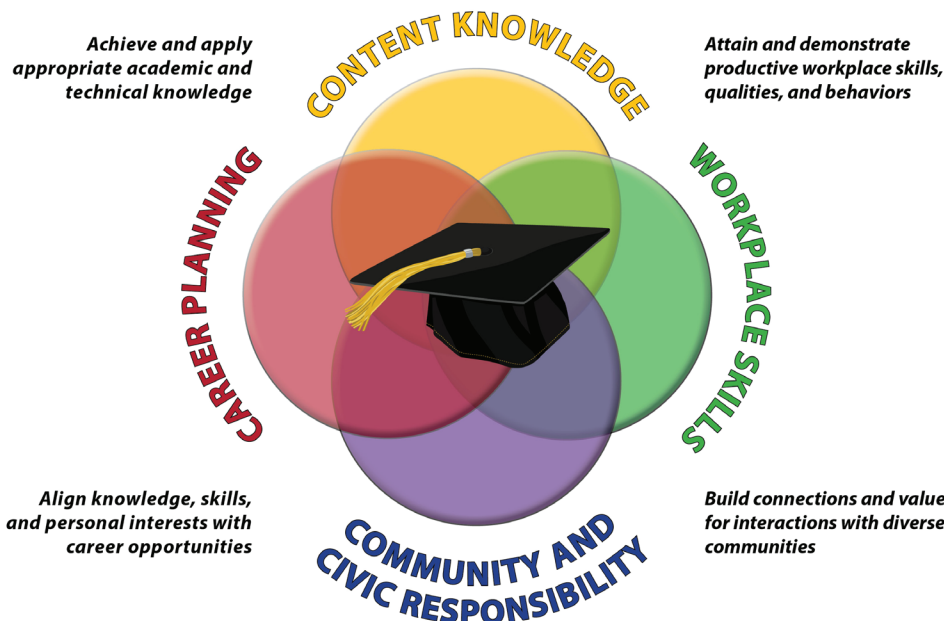 CONTENT KNOWLEDGE
Achieve and apply
appropriate academic and
technical knowledge
Attain and demonstrate
productive workplace skills,
qualities, and behaviors
CAREER PLANNING
WORKPLACE SKILLS
Align knowledge, skills,
and personal interests with
career opportunities
Build connections and value
for interactions with diverse
communities
COMMUNITY AND
CIVIC RESPONSIBILITY